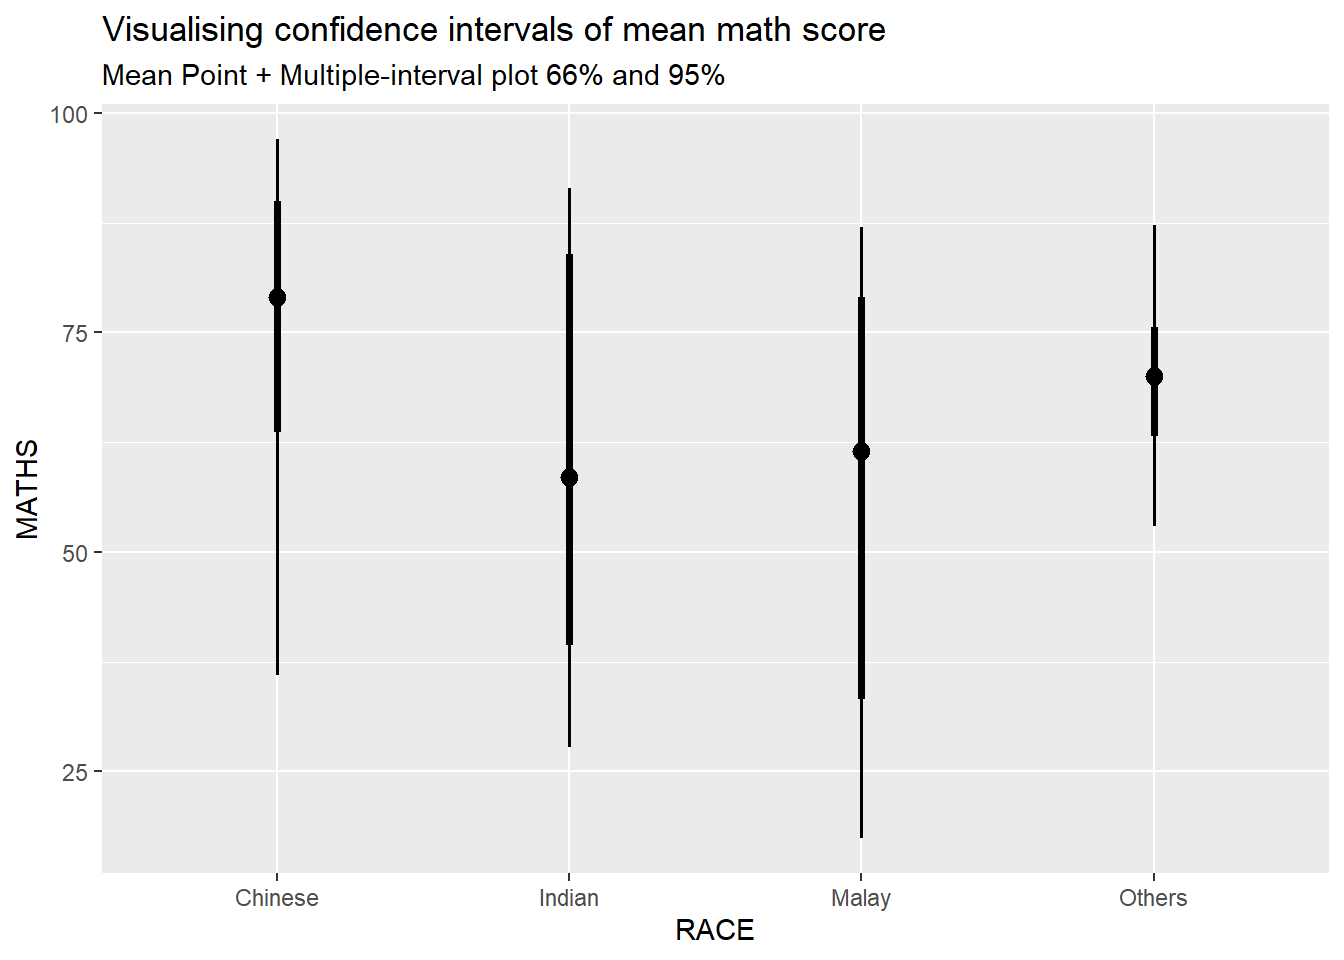 Visualising confidence intervals of mean math score
Mean Point + Multiple-interval plot 66% and 95%
100
75
50
25
MATHS
Chinese Indian Malay Others
RACE